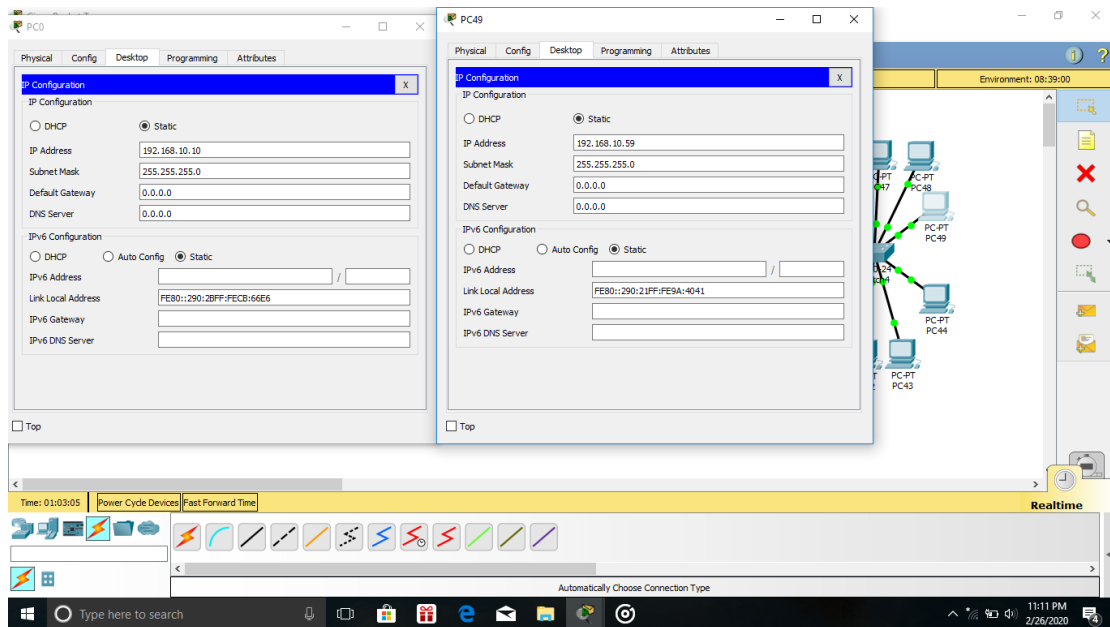 PC0
Physical Config Desktop Programming Attributes
IP Configuration X
IP Configuration
DHCP Static
IP Address 192.168.10.10
Subnet Mask 255.255.255.0
Default Gateway 0.0.0.0
DNS Server 0.0.0.0
IPv6 Configuration
DHCP Auto Config Static
IPv6 Address /
Link Local Address FE80::290:2BFF:FECB:66E6
IPv6 Gateway
IPv6 DNS Server
Top
PC49
Physical Config Desktop Programming Attributes
IP Configuration X
IP Configuration
DHCP Static
IP Address 192.168.10.59
Subnet Mask 255.255.255.0
Default Gateway 0.0.0.0
DNS Server 0.0.0.0
IPv6 Configuration
DHCP Auto Config Static
IPv6 Address /
Link Local Address FE80::290:21FF:FE9A:4041
IPv6 Gateway
IPv6 DNS Server
Top
Environment: 08:39:00
PC-PT
PC48
PC-PT
PC49
PC-PT
PC44
PC-PT
PC43
Time: 01:03:05 Power Cycle Devices Fast Forward Time
Realtime
Automatically Choose Connection Type
Type here to search
11:11 PM
2/26/2020
4